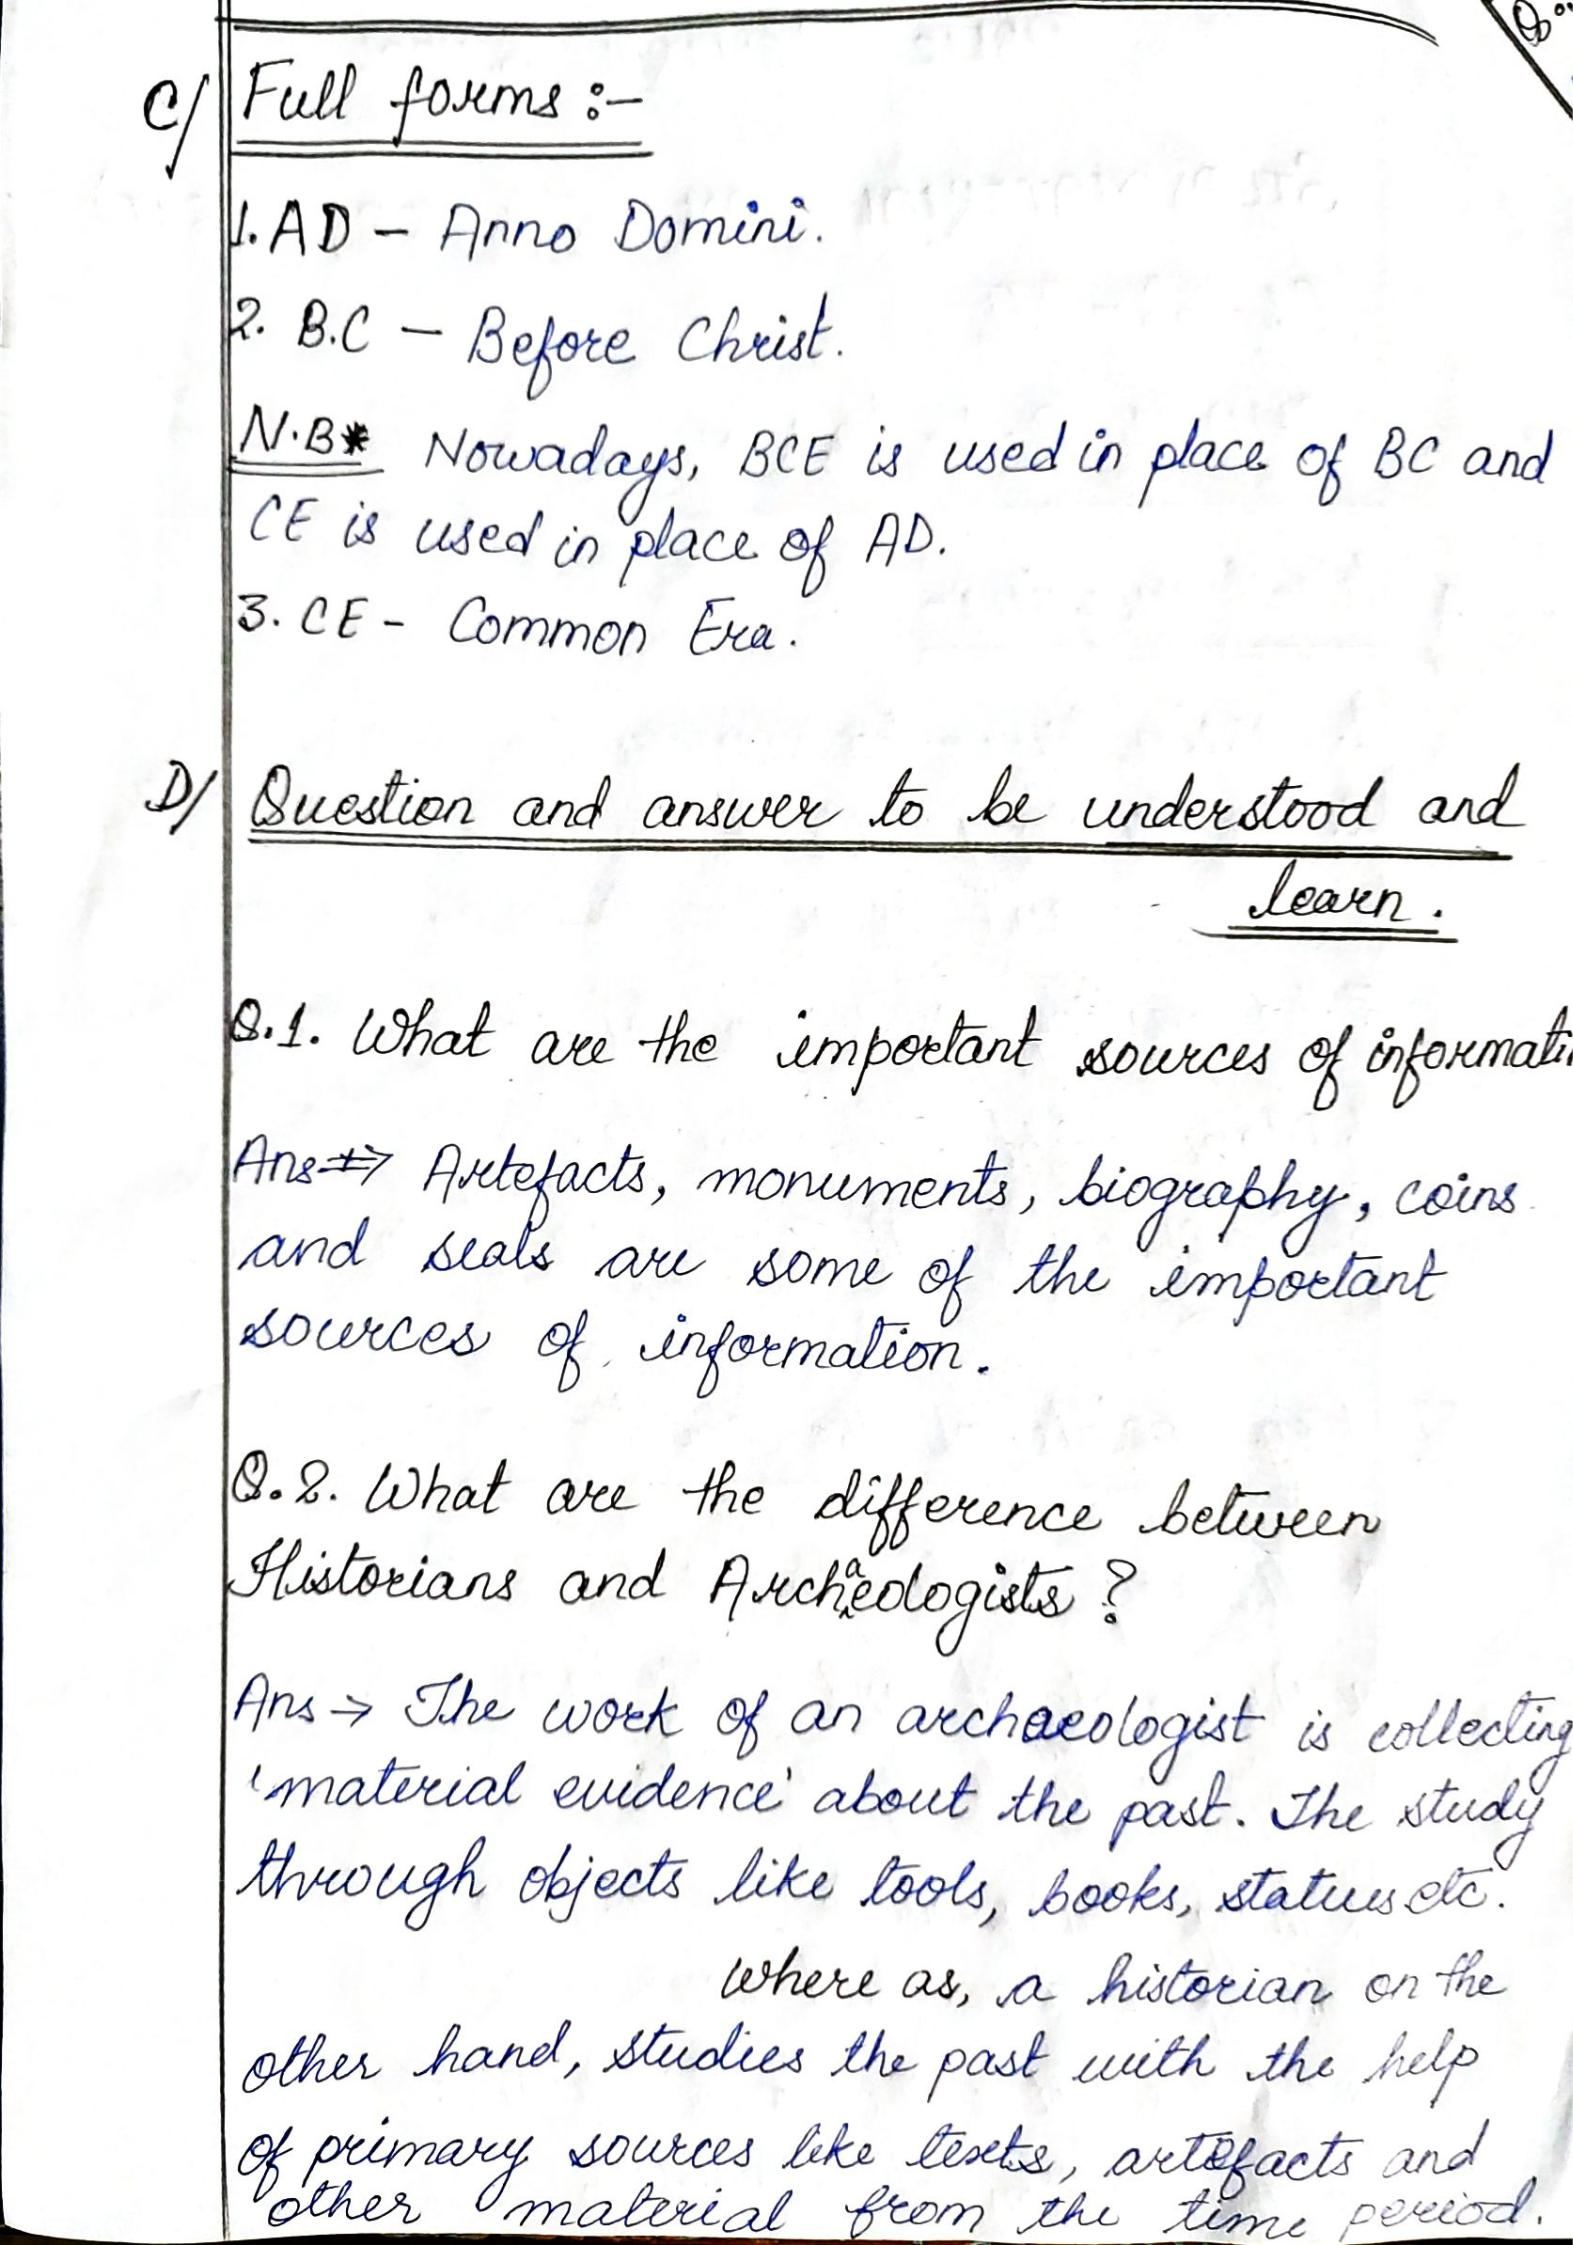 C/ Full forms :-
1. AD - Anno Domini.
2. B.C - Before Christ.
N.B* Nowadays, BCE is used in place of BC and
CE is used in place of AD.
3. CE - Common Era.
D/ Question and answer to be understood and
learn.
Q.1. What are the important sources of informati
Ans ⇒ Artefacts, monuments, biography, coins
and seals are some of the important
sources of information.
Q.2. What are the difference between
Historians and Archaeologists?
Ans → The work of an archaeologist is collecting
'material evidence' about the past. The study
through objects like tools, books, statues etc.
Where as, a historian on the
other hand, studies the past with the help
of primary sources like texts, artefacts and
other material from the time period.